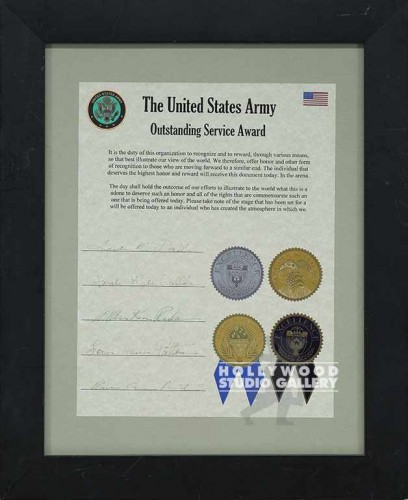 The United States Army
Outstanding Service Award
It is the duty of this organization to recognize and to reward, through various means,
so that best illustrate our view of the world. We therefore, offer honor and other form
of recognition to those who are moving forward to a similar end. The individual that
deserves the highest honor and reward will receive this document today. In the arena
The day shall hold the outcome of our efforts to illustrate to the world what this is a
alone to deserve such an honor and all of the rights that are commensurate such an
one that is being offered today. Please take note of the stage that has been set for a
will be offered today to an individual who has created the atmosphere in which we.
EXCELLENCE
HOLLYWOOD
STUDIO GALLERY